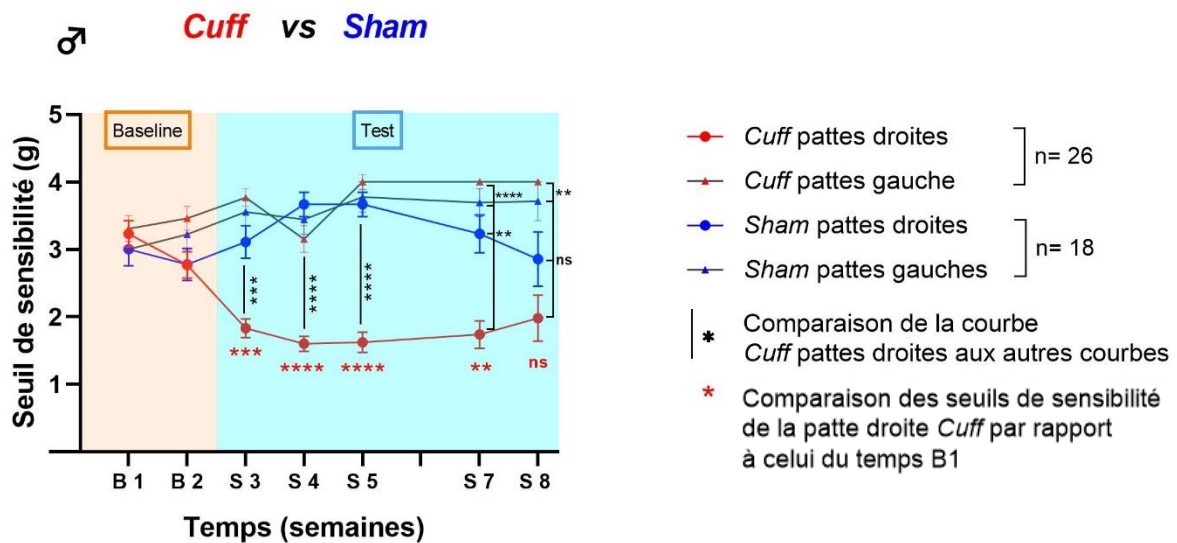 ♂ Cuff vs Sham
Seuil de sensibilité (g)
5
4
3
2
1
Baseline
Test
****
**
**
ns
***
****
****
***
****
****
**
ns
B 1 B 2 S 3 S 4 S 5 S 7 S 8
Temps (semaines)
Cuff pattes droites
Cuff pattes gauche
n= 26
Sham pattes droites
Sham pattes gauches
n= 18
* Comparaison de la courbe
Cuff pattes droites aux autres courbes
* Comparaison des seuils de sensibilité
de la patte droite Cuff par rapport
à celui du temps B1